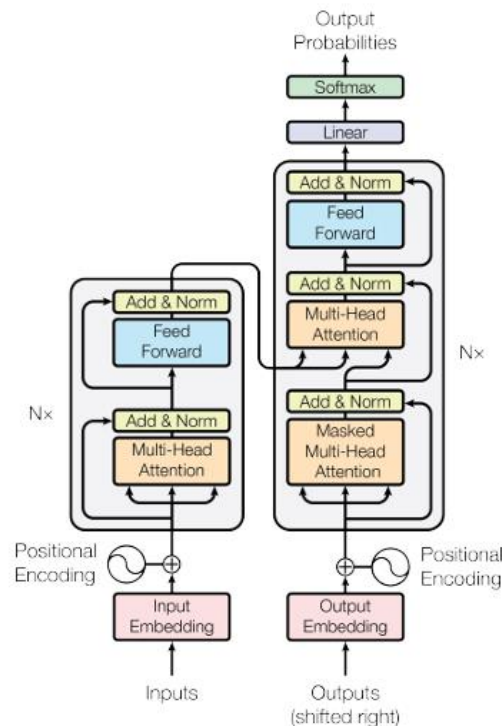 Output
Probabilities
Softmax
Linear
Add & Norm
Feed
Forward
Add & Norm
Multi-Head
Attention
Add & Norm
Masked
Multi-Head
Attention
N×
Positional
Encoding
Output
Embedding
Outputs
(shifted right)
Add & Norm
Feed
Forward
Add & Norm
Multi-Head
Attention
N×
Positional
Encoding
Input
Embedding
Inputs